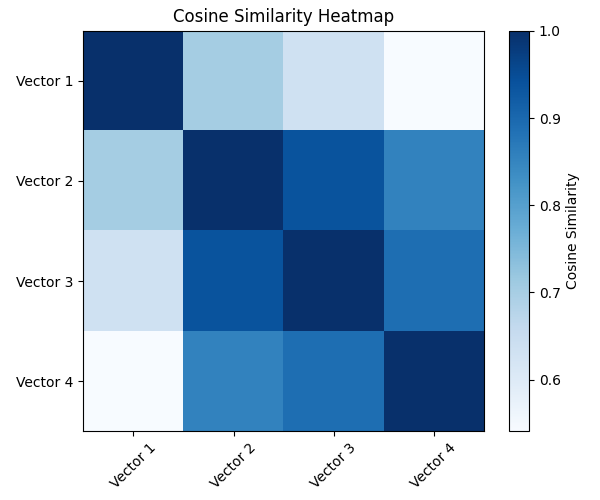 Cosine Similarity Heatmap
Vector 1
Vector 2
Vector 3
Vector 4
Vector 1
Vector 2
Vector 3
Vector 4
1.0
0.9
0.8
0.7
0.6
Cosine Similarity